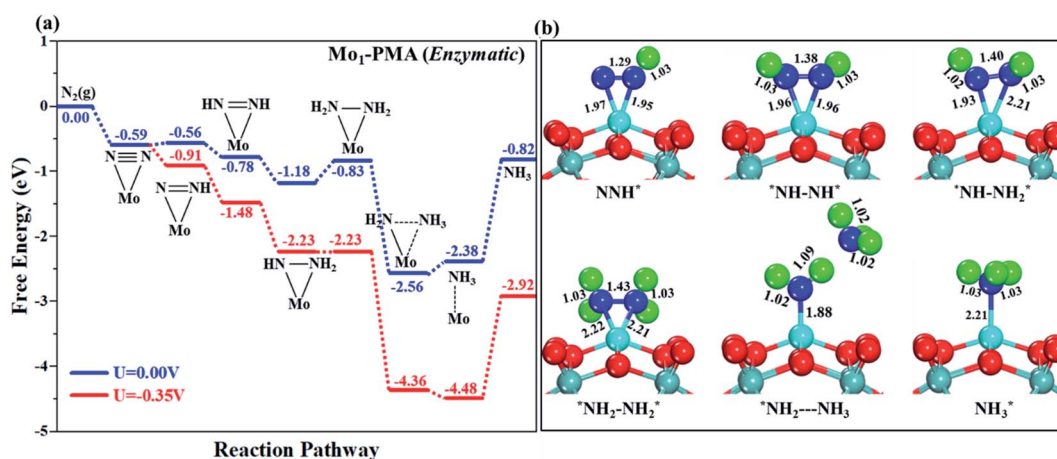 (a)
Mo1-PMA (Enzymatic)
1
0
-1
-2
-3
-4
-5
Free Energy (eV)
Reaction Pathway
N2(g)
0.00
-0.59
-0.56
-0.78
-1.18
-0.83
-2.56
-2.38
-0.82
NH3
-0.91
-1.48
-2.23
-2.23
-4.36
-4.48
-2.92
N≡N
Mo
N=NH
Mo
HN=NH
Mo
HN—NH2
Mo
H2N—NH2
Mo
H2N----NH3
Mo
NH3
Mo
U=0.00V
U=-0.35V
(b)
1.29
1.03
1.97
1.95
NNH*
1.38
1.03
1.03
1.96
1.96
*NH-NH*
1.40
1.02
1.03
1.93
2.21
*NH-NH2*
1.43
1.03
1.03
2.22
2.21
*NH2-NH2*
1.02
1.02
1.09
1.02
1.88
*NH2---NH3
1.03
1.03
2.21
NH3*